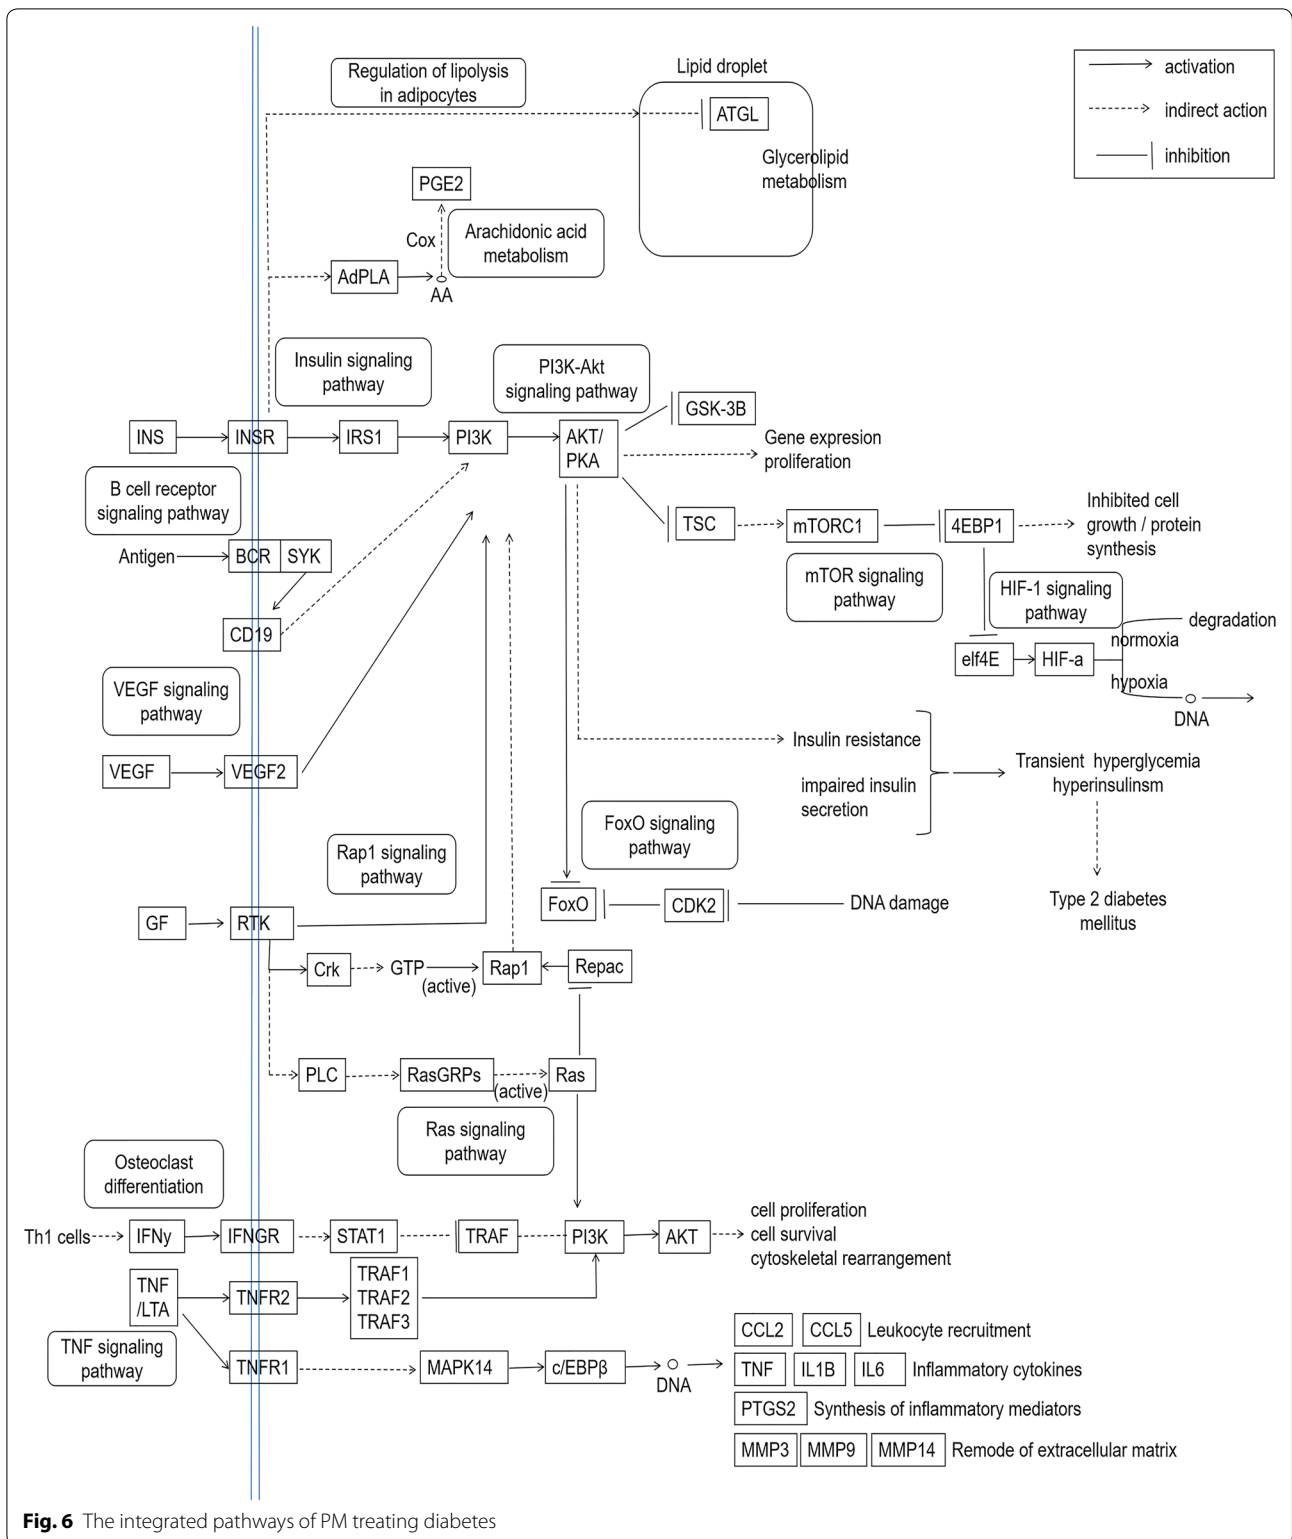 Regulation of lipolysis
in adipocytes
Lipid droplet
ATGL
Glycerolipid
metabolism
activation
indirect action
inhibition
PGE2
Cox
Arachidonic acid
metabolism
AdPLA
AA
Insulin signaling
pathway
PI3K-Akt
signaling pathway
INS
INSR
IRS1
PI3K
AKT/
PKA
GSK-3B
Gene expresion
proliferation
B cell receptor
signaling pathway
TSC
mTORC1
4EBP1
Inhibited cell
growth / protein
synthesis
Antigen
BCR
SYK
mTOR signaling
pathway
HIF-1 signaling
pathway
CD19
elf4E
HIF-a
normoxia
degradation
hypoxia
DNA
VEGF signaling
pathway
VEGF
VEGF2
Insulin resistance
impaired insulin
secretion
Transient hyperglycemia
hyperinsulinsm
Type 2 diabetes
mellitus
Rap1 signaling
pathway
FoxO signaling
pathway
FoxO
CDK2
DNA damage
GF
RTK
Crk
GTP
(active)
Rap1
Repac
PLC
RasGRPs
(active)
Ras
Ras signaling
pathway
Osteoclast
differentiation
Th1 cells
IFNy
IFNGR
STAT1
TRAF
PI3K
AKT
cell proliferation
cell survival
cytoskeletal rearrangement
TNF
/LTA
TNFR2
TRAF1
TRAF2
TRAF3
TNF signaling
pathway
TNFR1
MAPK14
c/EBPβ
DNA
CCL2 CCL5 Leukocyte recruitment
TNF IL1B IL6 Inflammatory cytokines
PTGS2 Synthesis of inflammatory mediators
MMP3 MMP9 MMP14 Remode of extracellular matrix
Fig. 6 The integrated pathways of PM treating diabetes